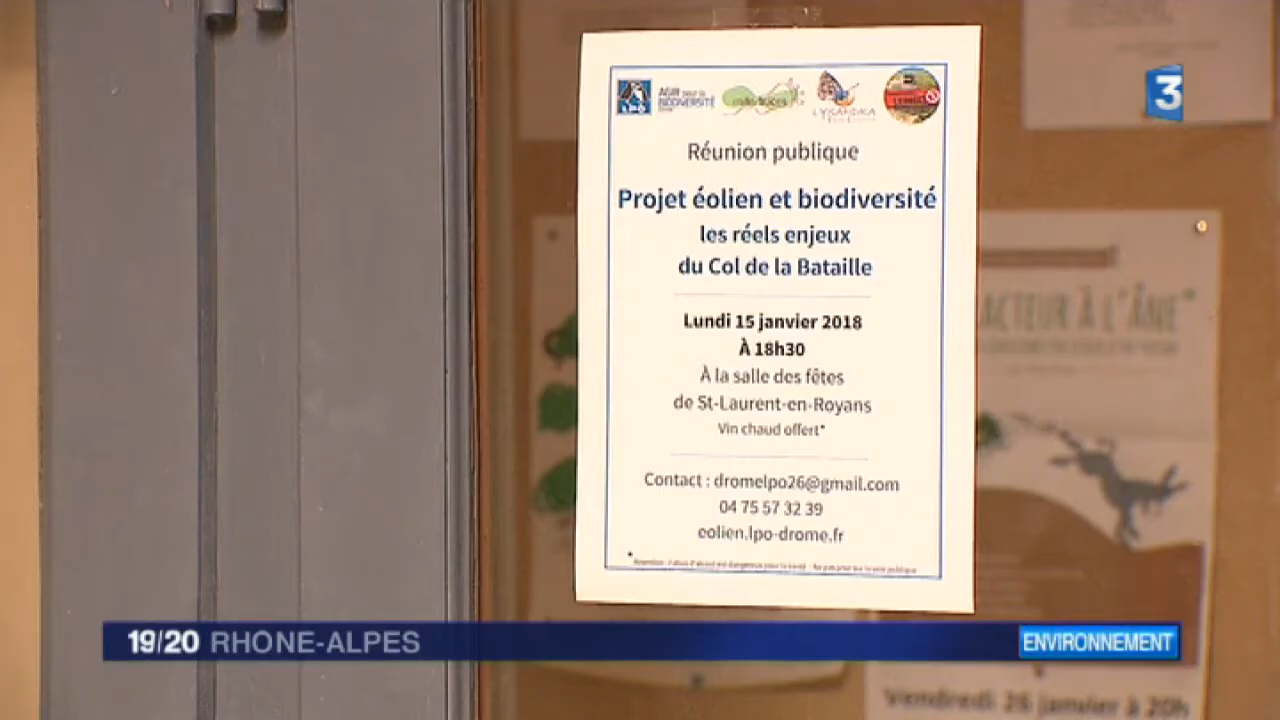 3
LPO
AGIR pour la
BIODIVERSITÉ
LYSANDRA
Réunion publique
Projet éolien et biodiversité
les réels enjeux
du Col de la Bataille
Lundi 15 janvier 2018
À 18h30
À la salle des fêtes
de St-Laurent-en-Royans
Vin chaud offert*
Contact : dromelpo26@gmail.com
04 75 57 32 39
eolien.lpo-drome.fr
ACTEUR À L'ÂNE
19/20 RHONE-ALPES
ENVIRONNEMENT
Vendredi 26 janvier à 20h